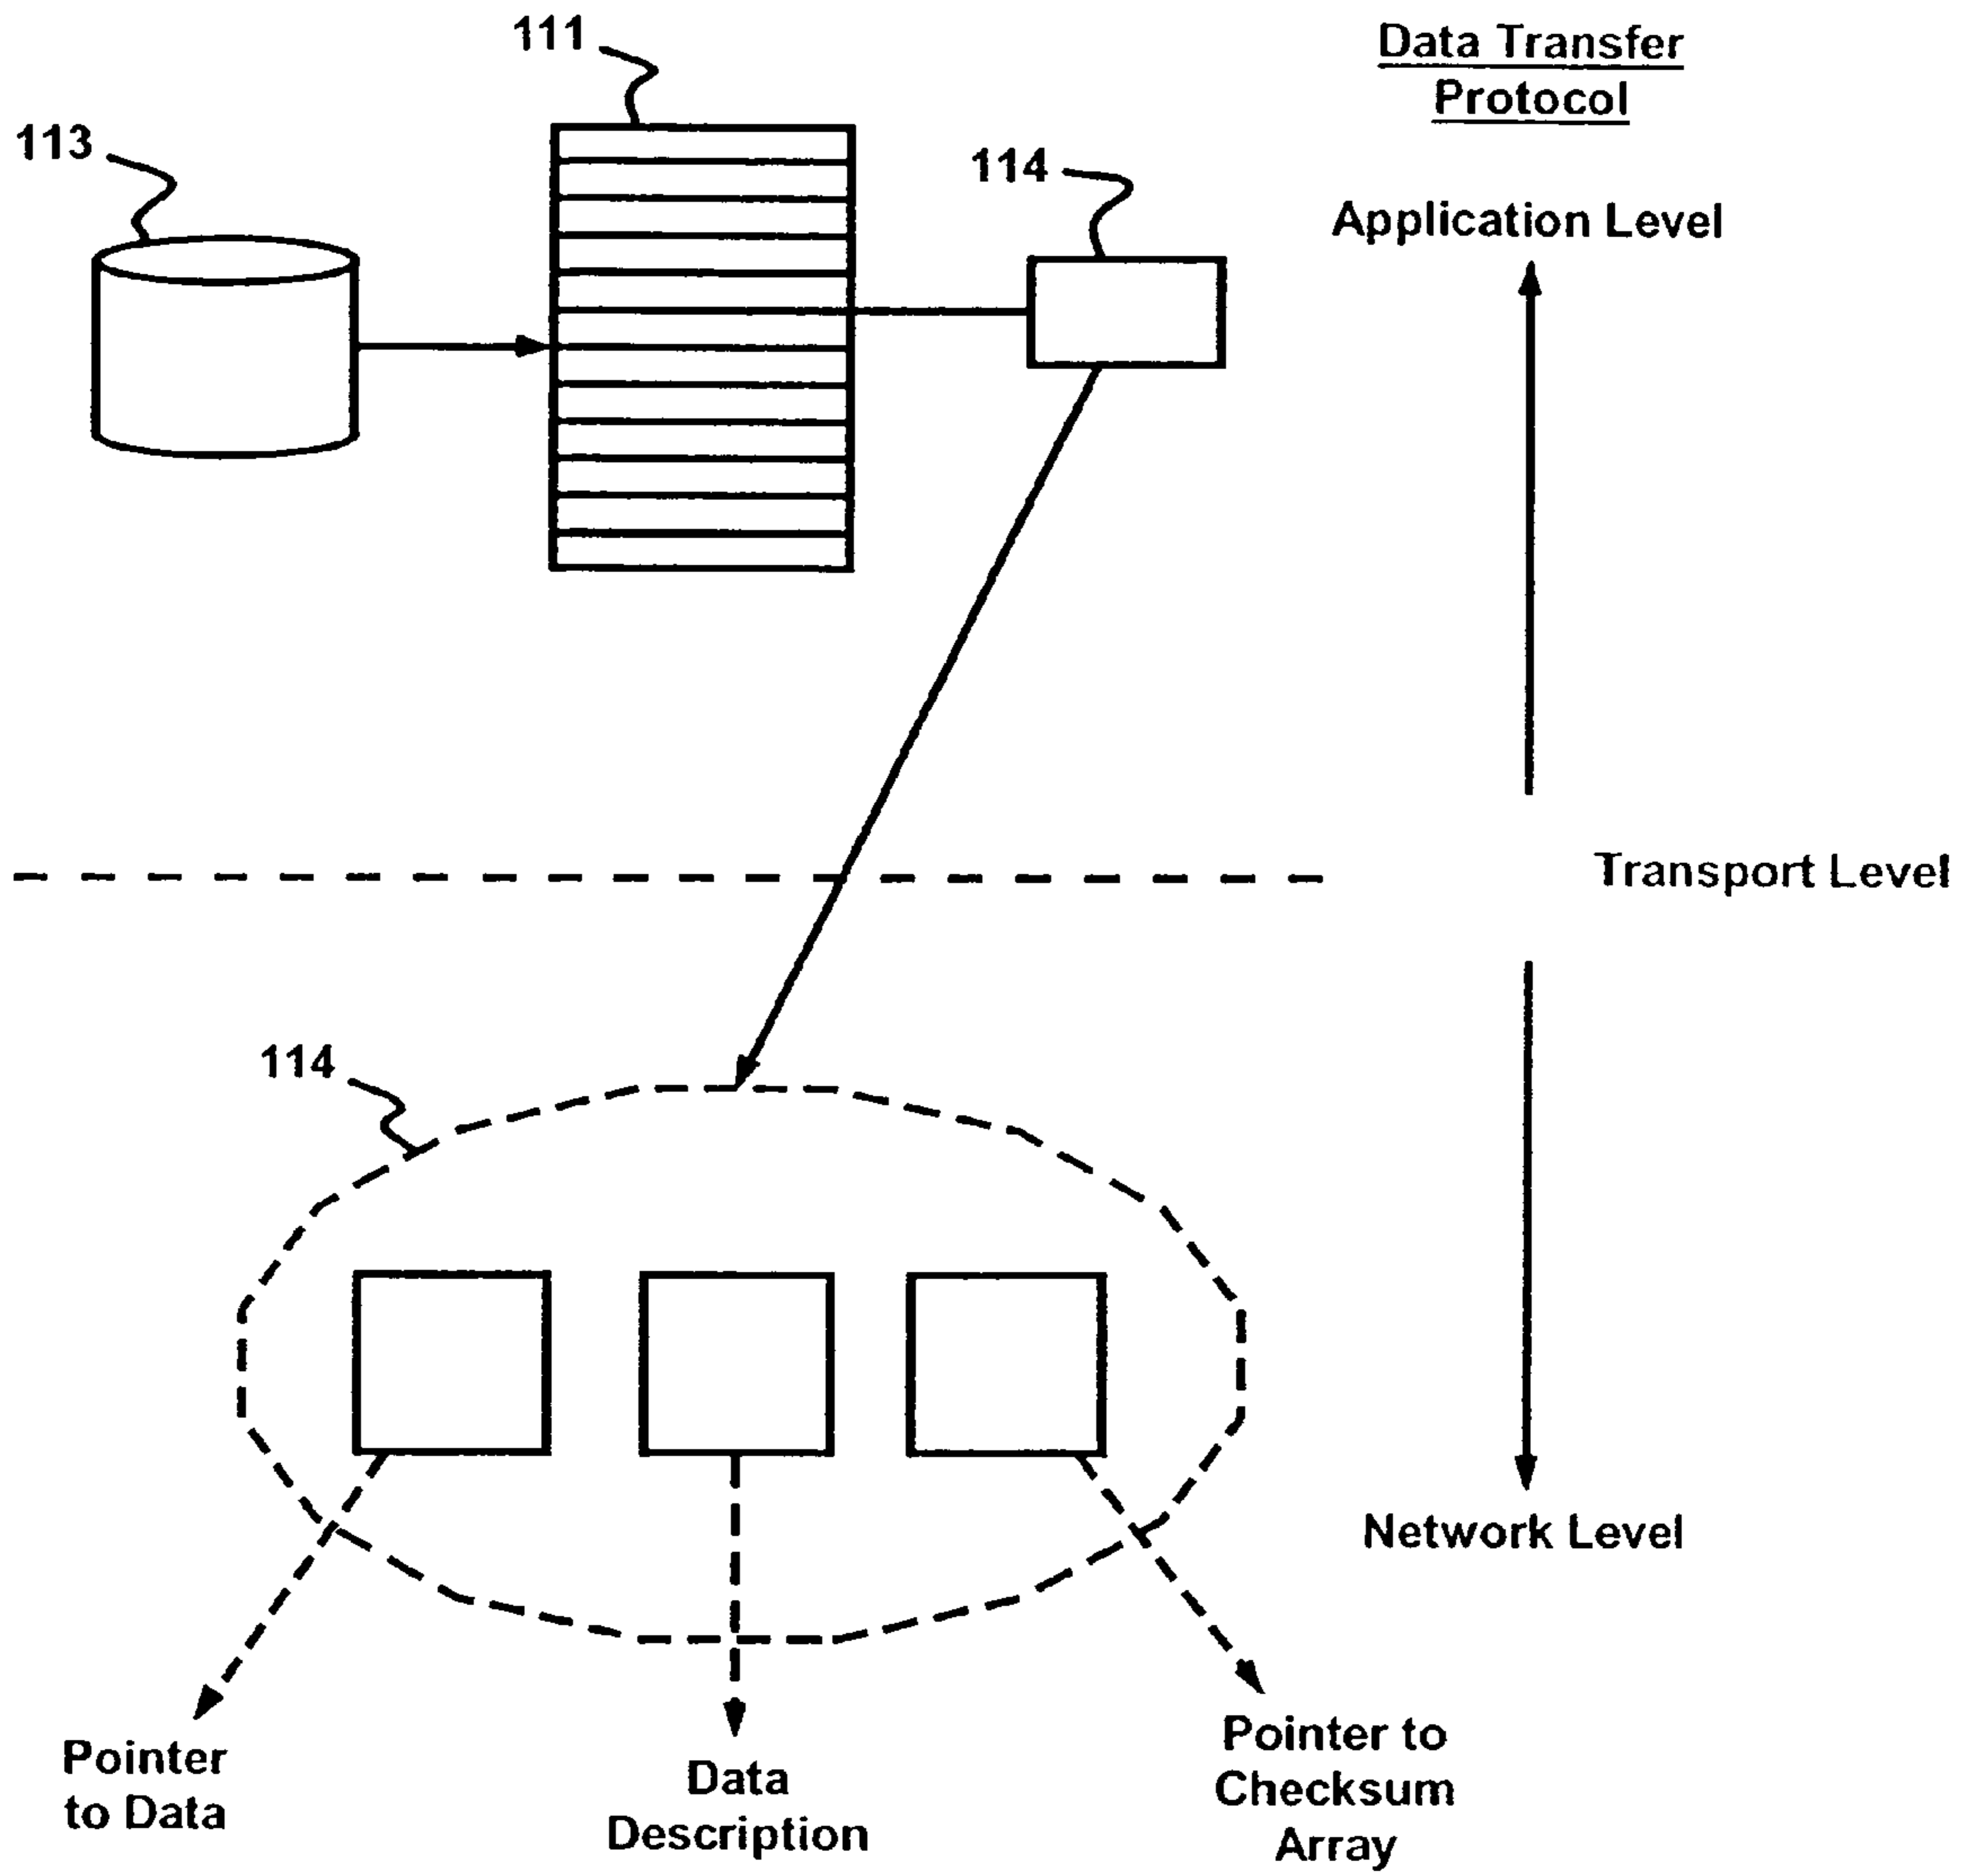 111
Data Transfer
Protocol
113
114
Application Level
Transport Level
114
Network Level
Pointer
to Data
Data
Description
Pointer to
Checksum
Array